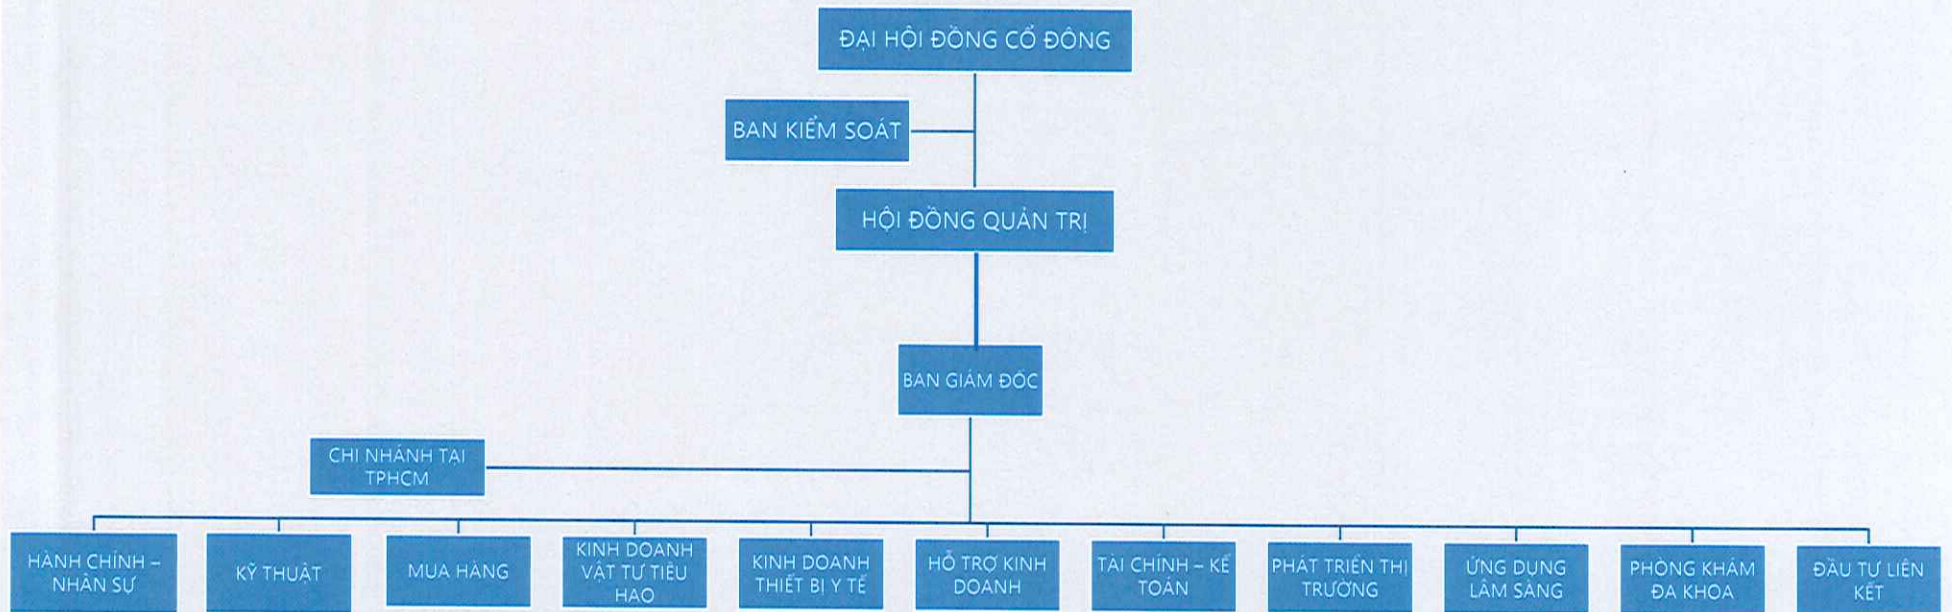 ĐẠI HỘI ĐỒNG CỔ ĐÔNG
BAN KIỂM SOÁT
HỘI ĐỒNG QUẢN TRỊ
BAN GIÁM ĐỐC
CHI NHÁNH TẠI
TPHCM
HÀNH CHÍNH –
NHÂN SỰ
KỸ THUẬT
MUA HÀNG
KINH DOANH
VẬT TƯ TIÊU
HAO
KINH DOANH
THIẾT BỊ Y TẾ
HỖ TRỢ KINH
DOANH
TÀI CHÍNH – KẾ
TOÁN
PHÁT TRIỂN THỊ
TRƯỜNG
ỨNG DỤNG
LÂM SÀNG
PHÒNG KHÁM
ĐA KHOA
ĐẦU TƯ LIÊN
KẾT